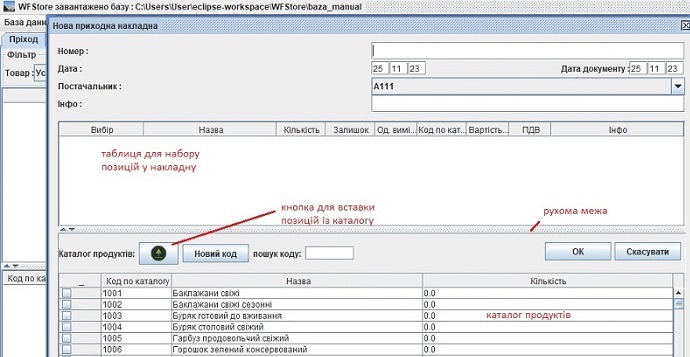 WFStore завантажено базу : C:\Users\User\eclipse-workspace\WFStore\baza_manual
База данн
Нова приходна накладна
Пріход
Фільтр
Товар : Ус
Номер :
Дата : 25 11 23 Дата документу : 25 11 23
Постачальник : A111
Інфо :
Вибір Назва Кількість Залишок Од. вимі... Код по кат... Вартість... ПДВ Інфо
таблиця для набору
позицій у накладну
кнопка для вставки
позицій із каталогу
рухома межа
Каталог продуктів: Новий код пошук коду: ОК Скасувати
Код по ка
_ Код по каталогу Назва Кількість
1001 Баклажани свіжі 0.0
1002 Баклажани свіжі сезонні 0.0
1003 Буряк готовий до вживання 0.0
каталог продуктів
1004 Буряк столовий свіжий 0.0
1005 Гарбуз продовольчий свіжий 0.0
1006 Горошок зелений консервований 0.0